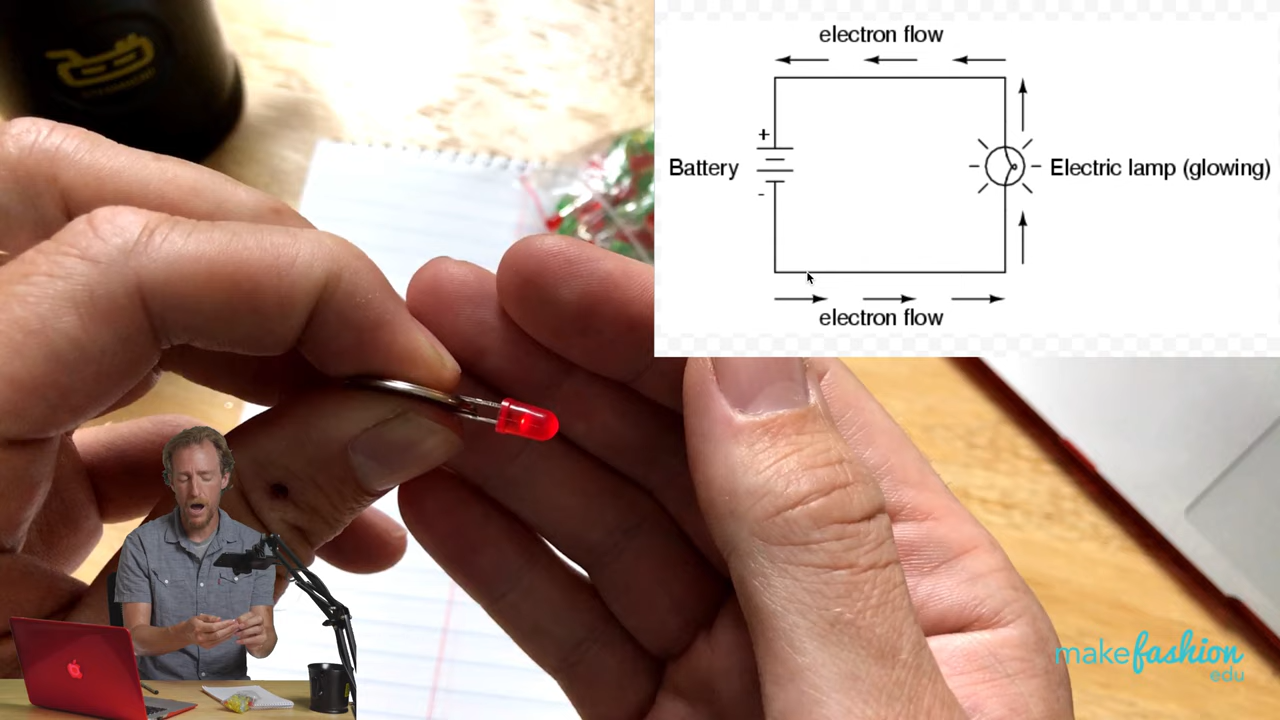 electron flow
+
Battery
Electric lamp (glowing)
-
electron flow
makefashion
edu